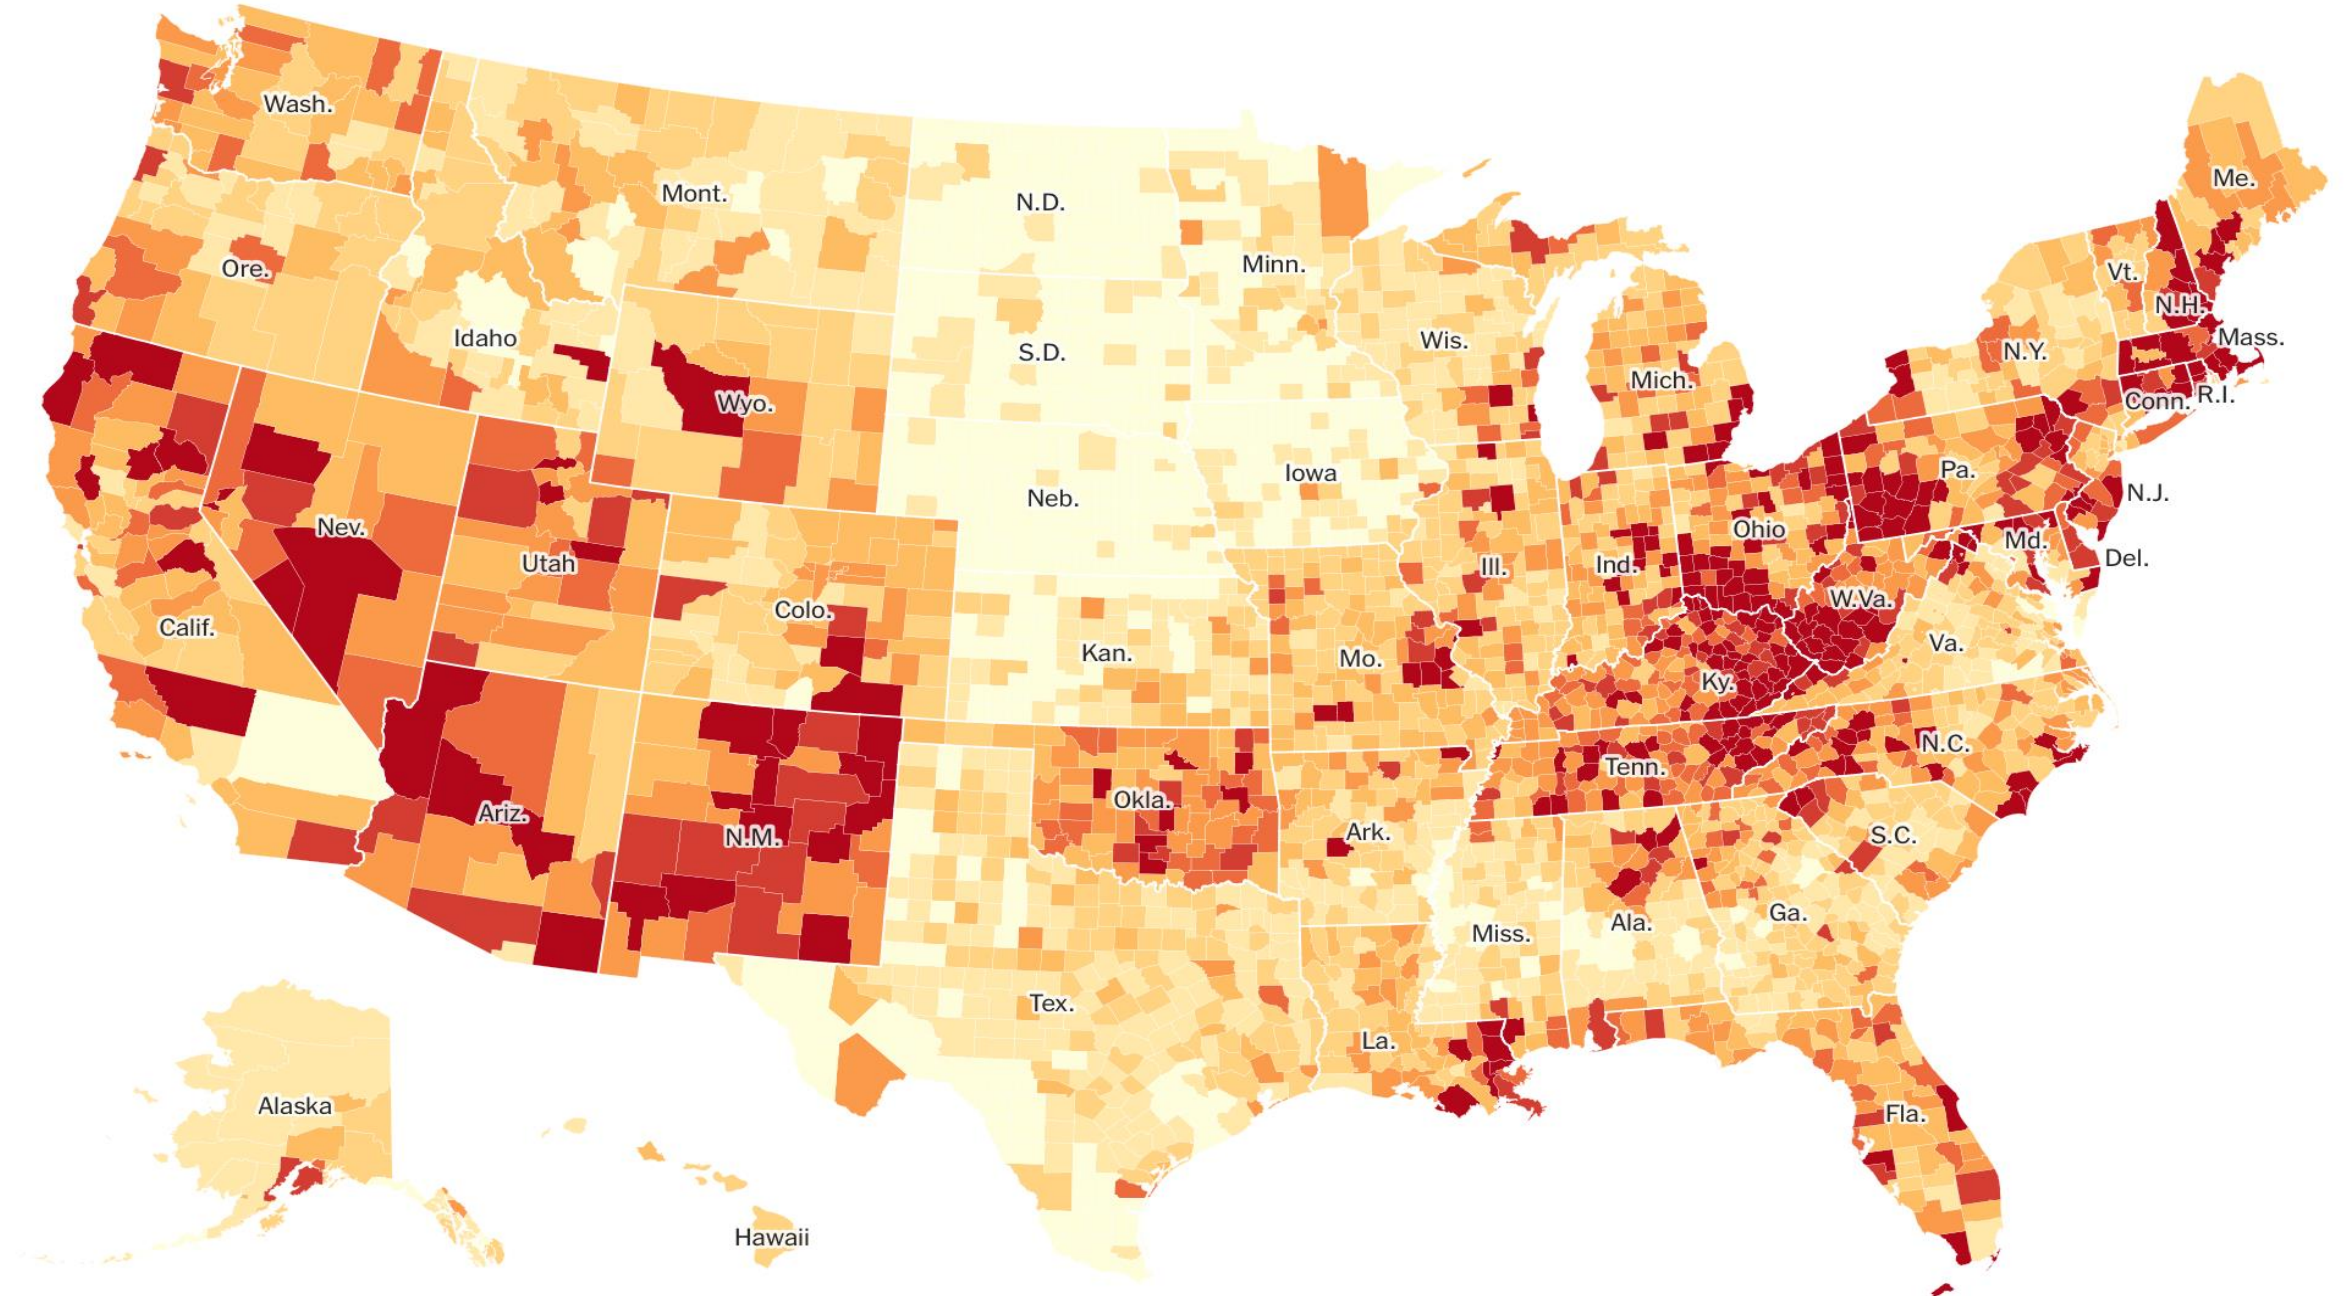 Wash.
Me.
Mont.
N.D.
Ore.
Minn.
Vt.
N.H.
Idaho
S.D.
Wis.
Mass.
N.Y.
Mich.
Wyo.
Conn.
R.I.
Iowa
Pa.
Neb.
N.J.
Nev.
Ohio
Md.
Utah
Ill.
Ind.
Del.
W.Va.
Colo.
Calif.
Kan.
Mo.
Va.
Ky.
N.C.
Tenn.
Okla.
Ariz.
N.M.
Ark.
S.C.
Miss.
Ala.
Ga.
Tex.
La.
Alaska
Fla.
Hawaii